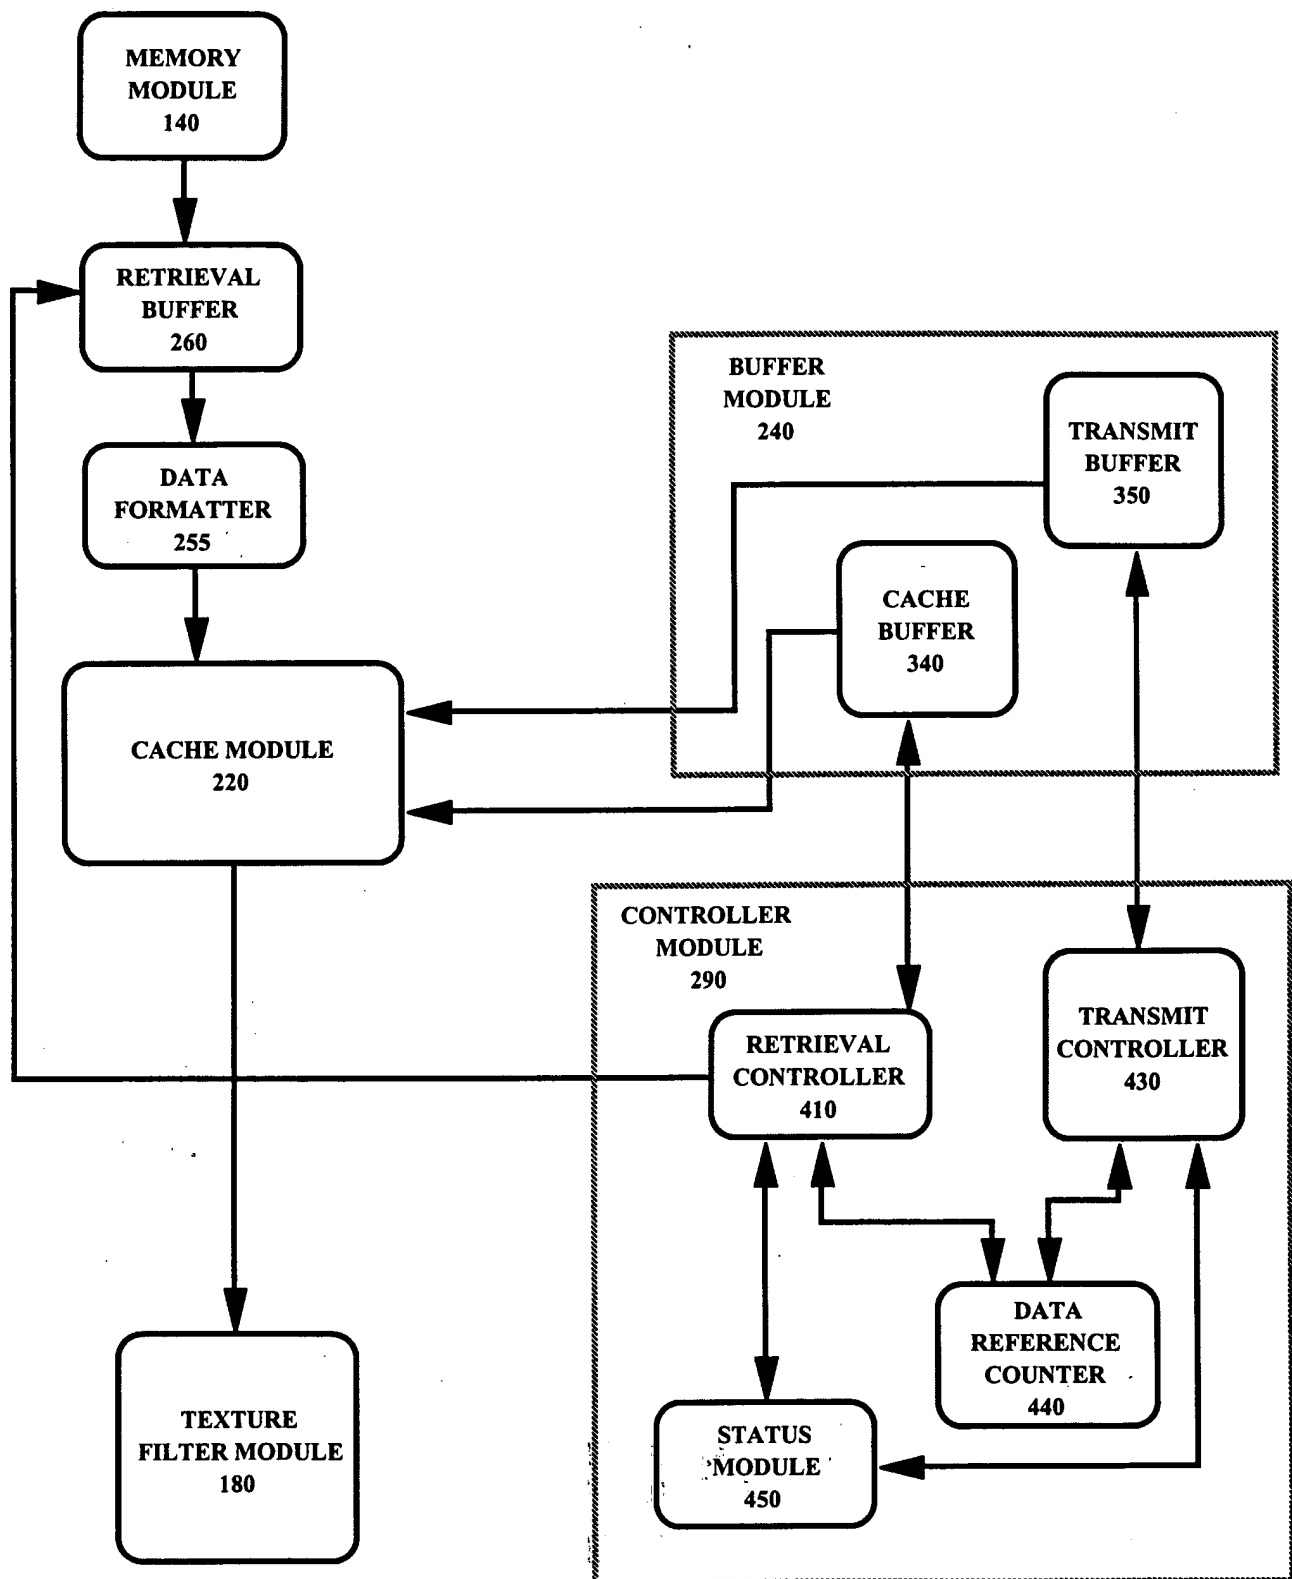 MEMORY
MODULE
140
RETRIEVAL
BUFFER
260
DATA
FORMATTER
255
CACHE MODULE
220
TEXTURE
FILTER MODULE
180
BUFFER
MODULE
240
TRANSMIT
BUFFER
350
CACHE
BUFFER
340
CONTROLLER
MODULE
290
RETRIEVAL
CONTROLLER
410
TRANSMIT
CONTROLLER
430
DATA
REFERENCE
COUNTER
440
STATUS
MODULE
450